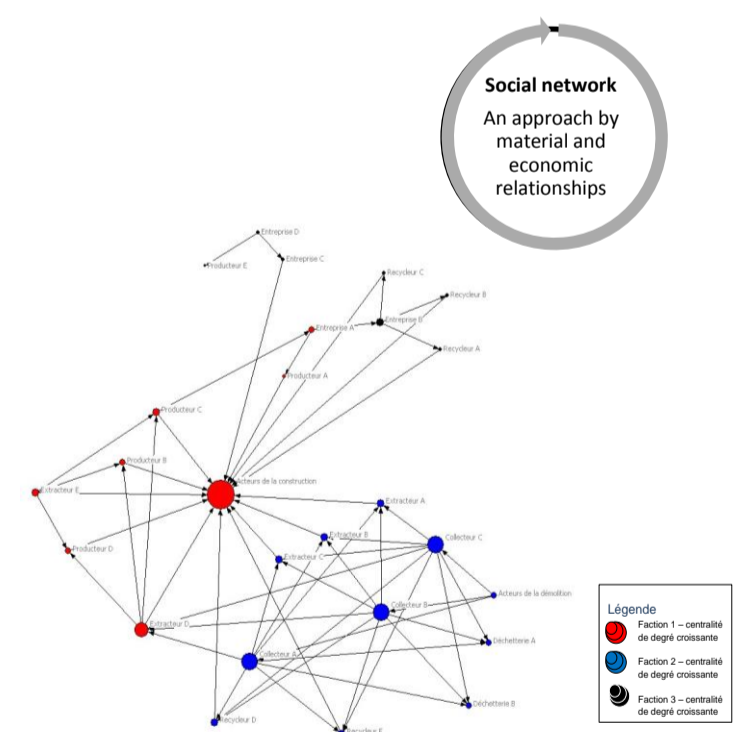 Social network
An approach by
material and
economic
relationships
Entreprise D
Producteur E
Entreprise C
Recycleur C
Recycleur B
Entreprise B
Entreprise A
Recycleur A
Producteur A
Producteur C
Producteur B
Acteurs de la construction
Extracteur E
Extracteur A
Extracteur B
Collecteur C
Producteur D
Extracteur C
Acteurs de la démolition
Collecteur B
Extracteur D
Déchetterie A
Collecteur A
Déchetterie B
Recycleur D
Légende
Faction 1 – centralité
de degré croissante
Faction 2 – centralité
de degré croissante
Faction 3 – centralité
de degré croissante